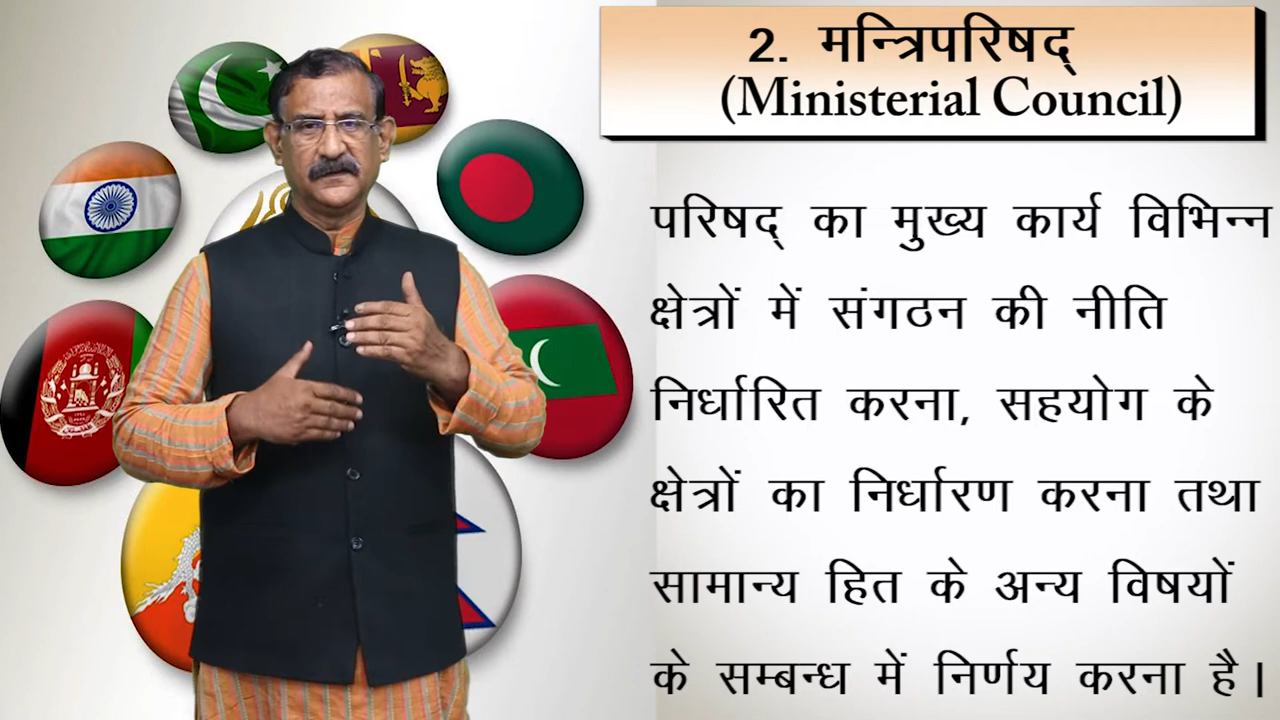 2. मन्त्रिपरिषद्
(Ministerial Council)
परिषद् का मुख्य कार्य विभिन्न
क्षेत्रों में संगठन की नीति
निर्धारित करना, सहयोग के
क्षेत्रों का निर्धारण करना तथा
सामान्य हित के अन्य विषयों
के सम्बन्ध में निर्णय करना है।